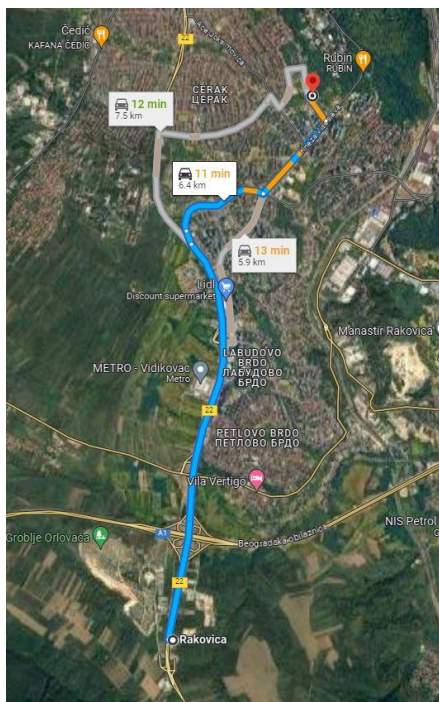 Čedić
KAFANA ČEDIĆ
22
Rubin
RUBIN
CERAK
ЦЕРАК
12 min
7.5 km
11 min
6.4 km
13 min
5.9 km
Lidl
Discount supermarket
Manastir Rakovica
LABUDOVO
BRDO
ЛАБУДОВО
БРДО
METRO - Vidikovac
Metro
22
PETLOVO BRDO
ПЕТЛОВО БРДО
Vila Vertigo
NIS Petrol
A1
Beogradska obilaznica
Groblje Orlovača
22
Rakovica